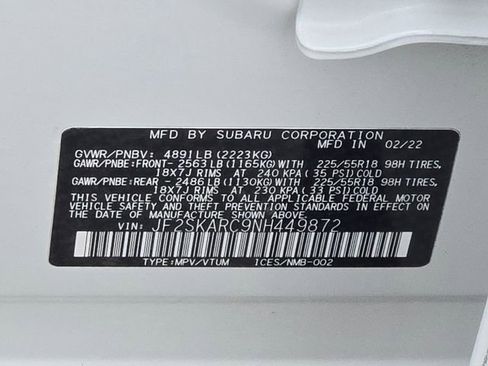 MFD BY SUBARU CORPORATION
MFD IN 02/22
GVWR/PNBV: 4891LB (2223KG)
GAWR/PNBE:FRONT- 2563LB (1165KG)WITH 225/55R18 98H TIRES,
18X7J RIMS AT 240 KPA ( 35 PSI)COLD
GAWR/PNBE:REAR - 2486LB (1130KG)WITH 225/55R18 98H TIRES,
18X7J RIMS AT 230 KPA ( 33 PSI)COLD
THIS VEHICLE CONFORMS TO ALL APPLICABLE FEDERAL MOTOR VEHICLE
SAFETY, BUMPER, AND THEFT PREVENTION STANDARDS IN
EFFECT ON THE DATE OF MANUFACTURE SHOWN ABOVE.
VIN: JF2SKARC9NH449872
TYPE:MPV/VTUM ICES/NMB-002